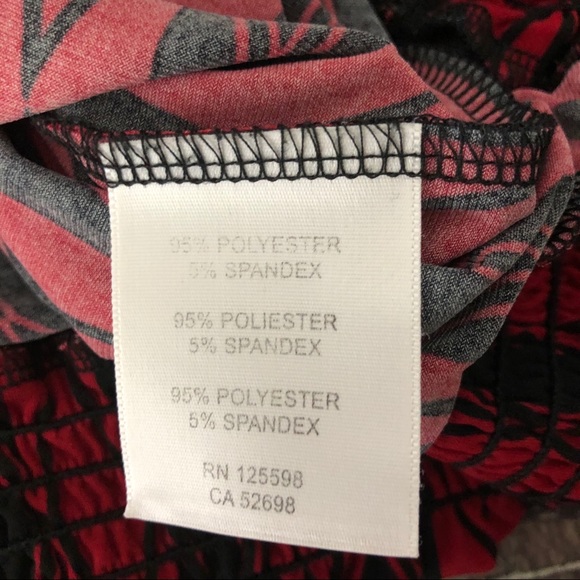 95% POLYESTER
5% SPANDEX
95% POLIESTER
5% SPANDEX
95% POLYESTER
5% SPANDEX
RN 125598
CA 52698